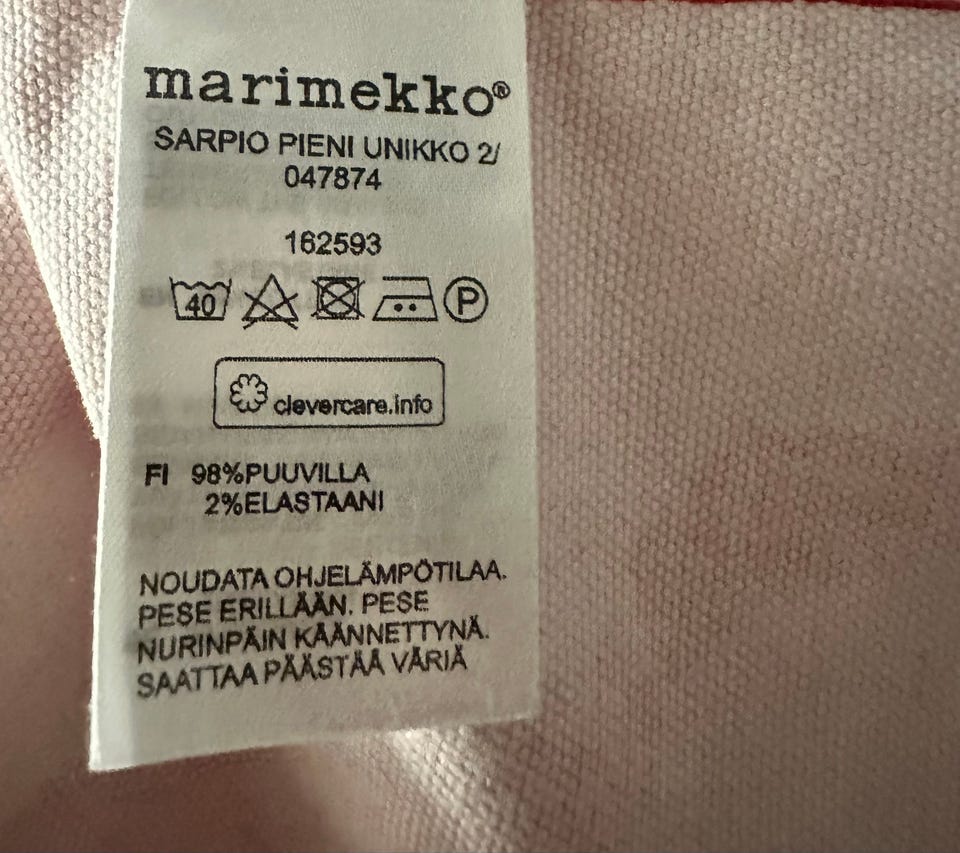 marimekko®
SARPIO PIENI UNIKKO 2/
047874
162593
40 P
clevercare.info
FI 98%PUUVILLA
2%ELASTAANI
NOUDATA OHJELÄMPÖTILAA.
PESE ERILLÄÄN. PESE
NURINPÄIN KÄÄNNETTYNÄ.
SAATTAA PÄÄSTÄÄ VÄRIÄ